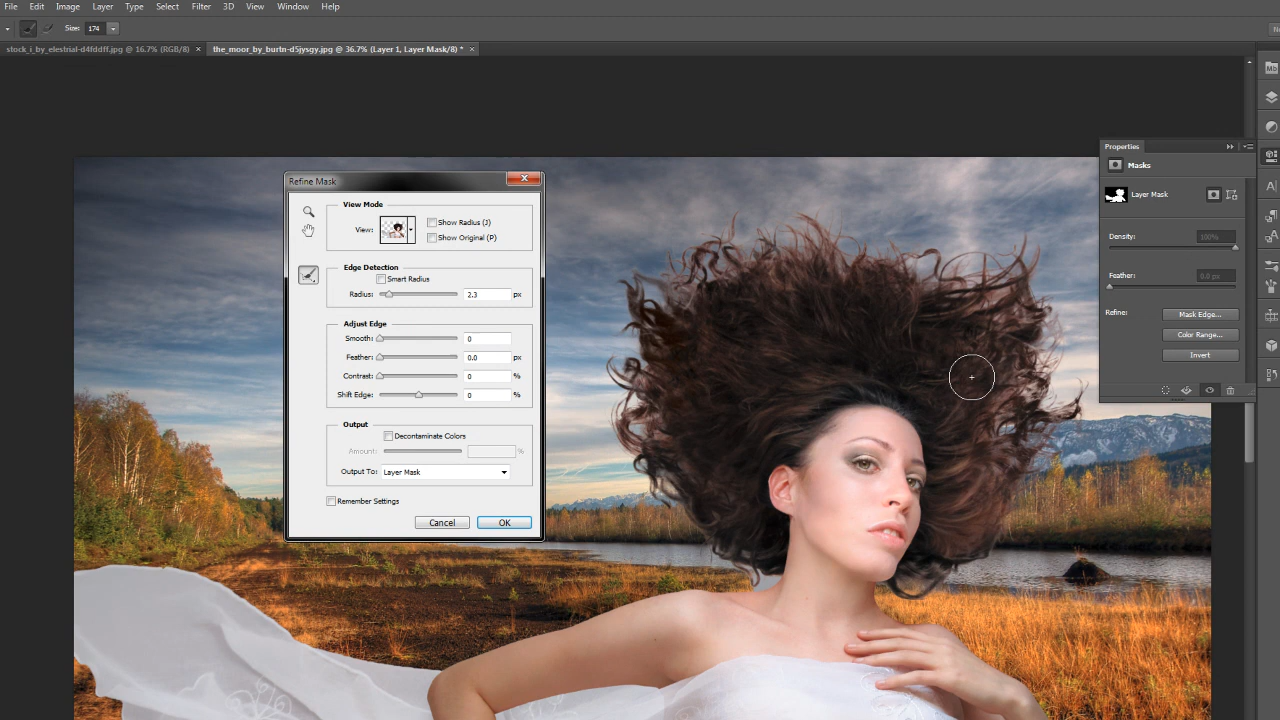 File Edit Image Layer Type Select Filter 3D View Window Help
Size: 174
stock_i_by_elestrial-d4fddff.jpg @ 16.7% (RGB/8) ×
the_moor_by_burtn-d5jysgy.jpg @ 36.7% (Layer 1, Layer Mask/8) * ×
Mb
Properties
Masks
Layer Mask
Density: 100%
Feather: 0.0 px
Refine: Mask Edge...
Color Range...
Invert
Refine Mask
View Mode
View:
Show Radius (J)
Show Original (P)
Edge Detection
Smart Radius
Radius: 2.3 px
Adjust Edge
Smooth: 0
Feather: 0.0 px
Contrast: 0 %
Shift Edge: 0 %
Output
Decontaminate Colors
Amount: %
Output To: Layer Mask
Remember Settings
Cancel OK